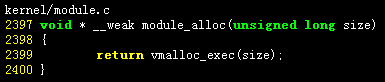 kernel/module.c
2397 void * __weak module_alloc(unsigned long size)
2398 {
2399         return vmalloc_exec(size);
2400 }